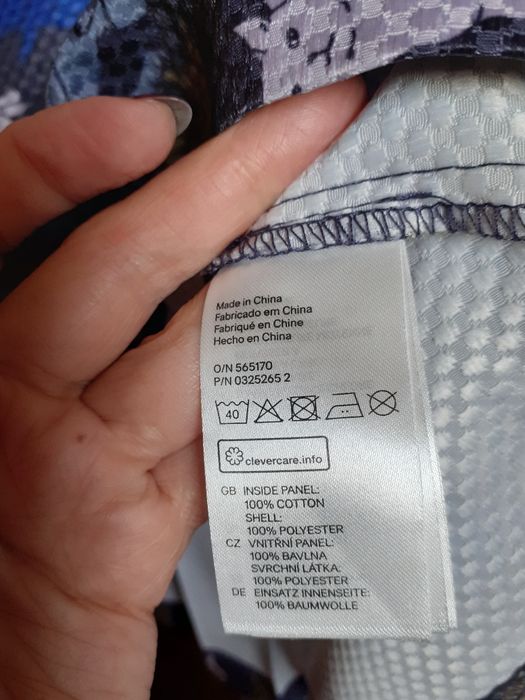 Made in China
Fabricado em China
Fabriqué en Chine
Hecho en China
O/N 565170
P/N 0325265 2
40
clevercare.info
GB INSIDE PANEL:
100% COTTON
SHELL:
100% POLYESTER
CZ VNITŘNÍ PANEL:
100% BAVLNA
SVRCHNÍ LÁTKA:
100% POLYESTER
DE EINSATZ INNENSEITE:
100% BAUMWOLLE